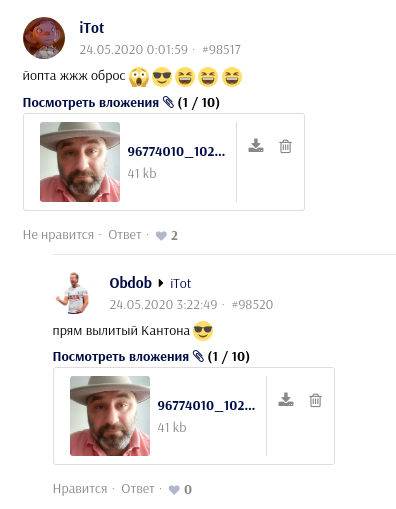 iTot
24.05.2020 0:01:59 · #98517
йопта жжж оброс 😱😎😆😆😆
Посмотреть вложения 📎 (1 / 10)
96774010_102...
41 kb
Не нравится · Ответ · 2
Obdob ▸ iTot
24.05.2020 3:22:49 · #98520
прям вылитый Кантона 😎
Посмотреть вложения 📎 (1 / 10)
96774010_102...
41 kb
Нравится · Ответ · 0